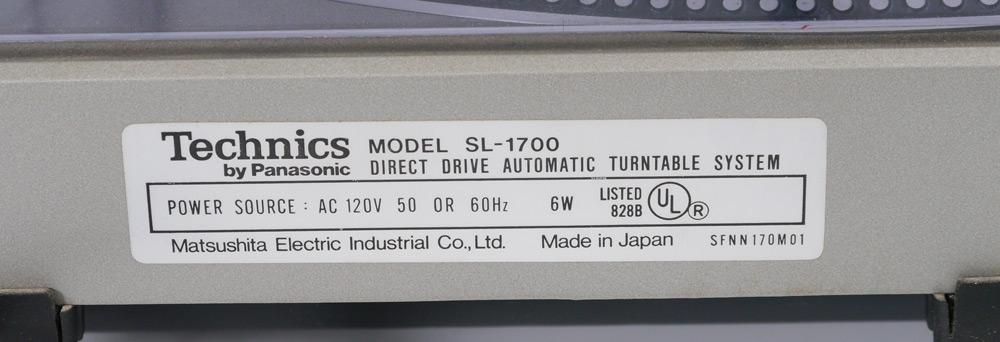 Technics MODEL SL-1700
by Panasonic DIRECT DRIVE AUTOMATIC TURNTABLE SYSTEM
POWER SOURCE : AC 120V 50 OR 60Hz 6W LISTED 828B UL R
Matsushita Electric Industrial Co., Ltd. Made in Japan SFNN170M01